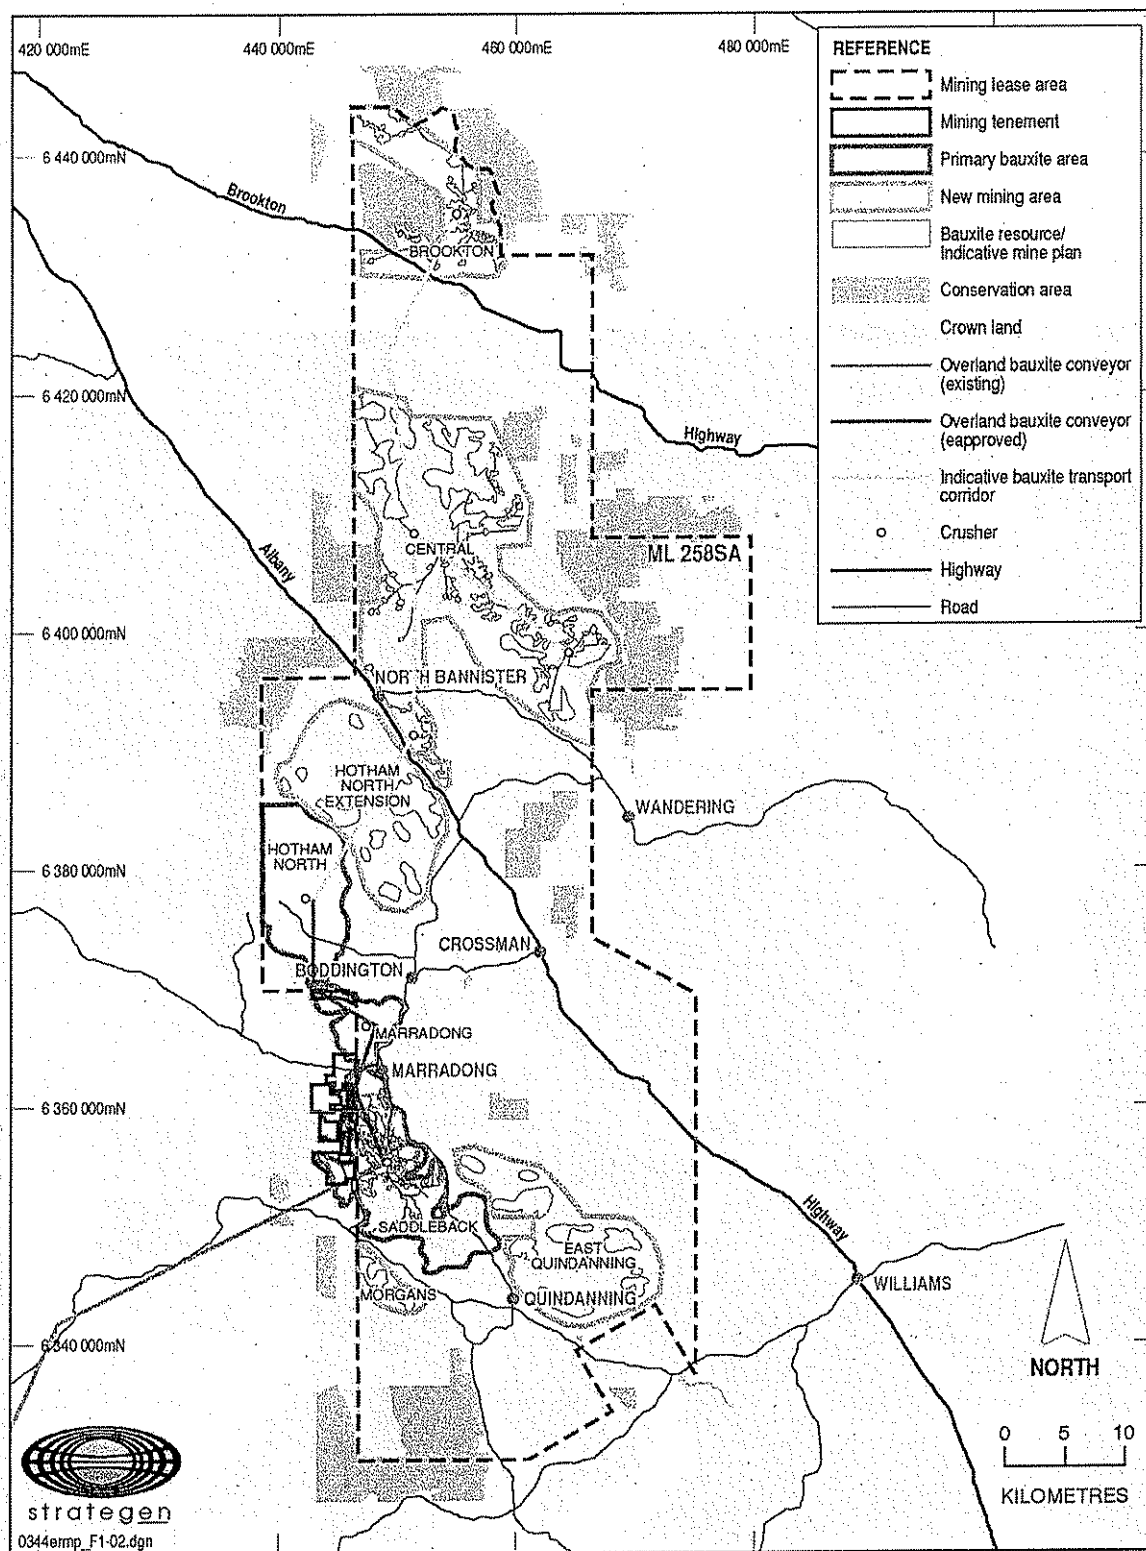 420 000mE
440 000mE
460 000mE
480 000mE
REFERENCE
Mining lease area
Mining tenement
Primary bauxite area
New mining area
Bauxite resource/
Indicative mine plan
Conservation area
Crown land
Overland bauxite conveyor
(existing)
Overland bauxite conveyor
(eapproved)
Indicative bauxite transport
corridor
Crusher
Highway
Road
6 440 000mN
Brookton
BROOKTON
6 420 000mN
Highway
Albany
CENTRAL
ML 258SA
6 400 000mN
NORTH BANNISTER
HOTHAM
NORTH
EXTENSION
WANDERING
HOTHAM
NORTH
6 380 000mN
CROSSMAN
BODDINGTON
MARRADONG
MARRADONG
6 360 000mN
SADDLEBACK
Highway
EAST
QUINDANNING
WILLIAMS
MORGANS
QUINDANNING
6 340 000mN
NORTH
0 5 10
KILOMETRES
strategen
0344ermp_F1-02.dgn